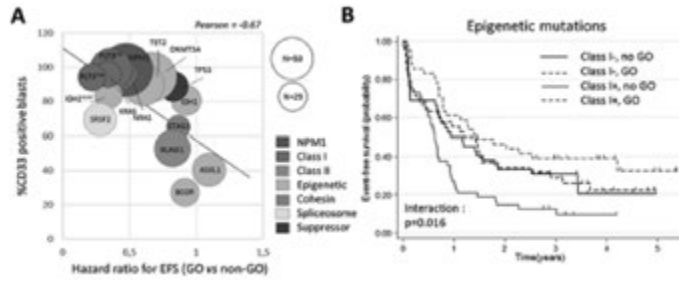 A
Pearson = -0.67
%CD33 positive blasts
120
100
80
60
40
20
0
0
0,5
1
1,5
Hazard ratio for EFS (GO vs non-GO)
TET2
DNMT3A
TP53
NPM1
IDH1
KRAS
NRAS
SRSF2
STAG2
RUNX1
ASXL1
BCOR
N=50
N=25
NPM1
Class I
Class II
Epigenetic
Cohesin
Spliceosome
Suppressor
B
Epigenetic mutations
Class I-, no GO
Class I-, GO
Class I+, no GO
Class I+, GO
Event-free survival (probability)
1.00
0.80
0.60
0.40
0.20
0.00
Interaction :
p=0.016
0
1
2
3
4
5
Time(years)